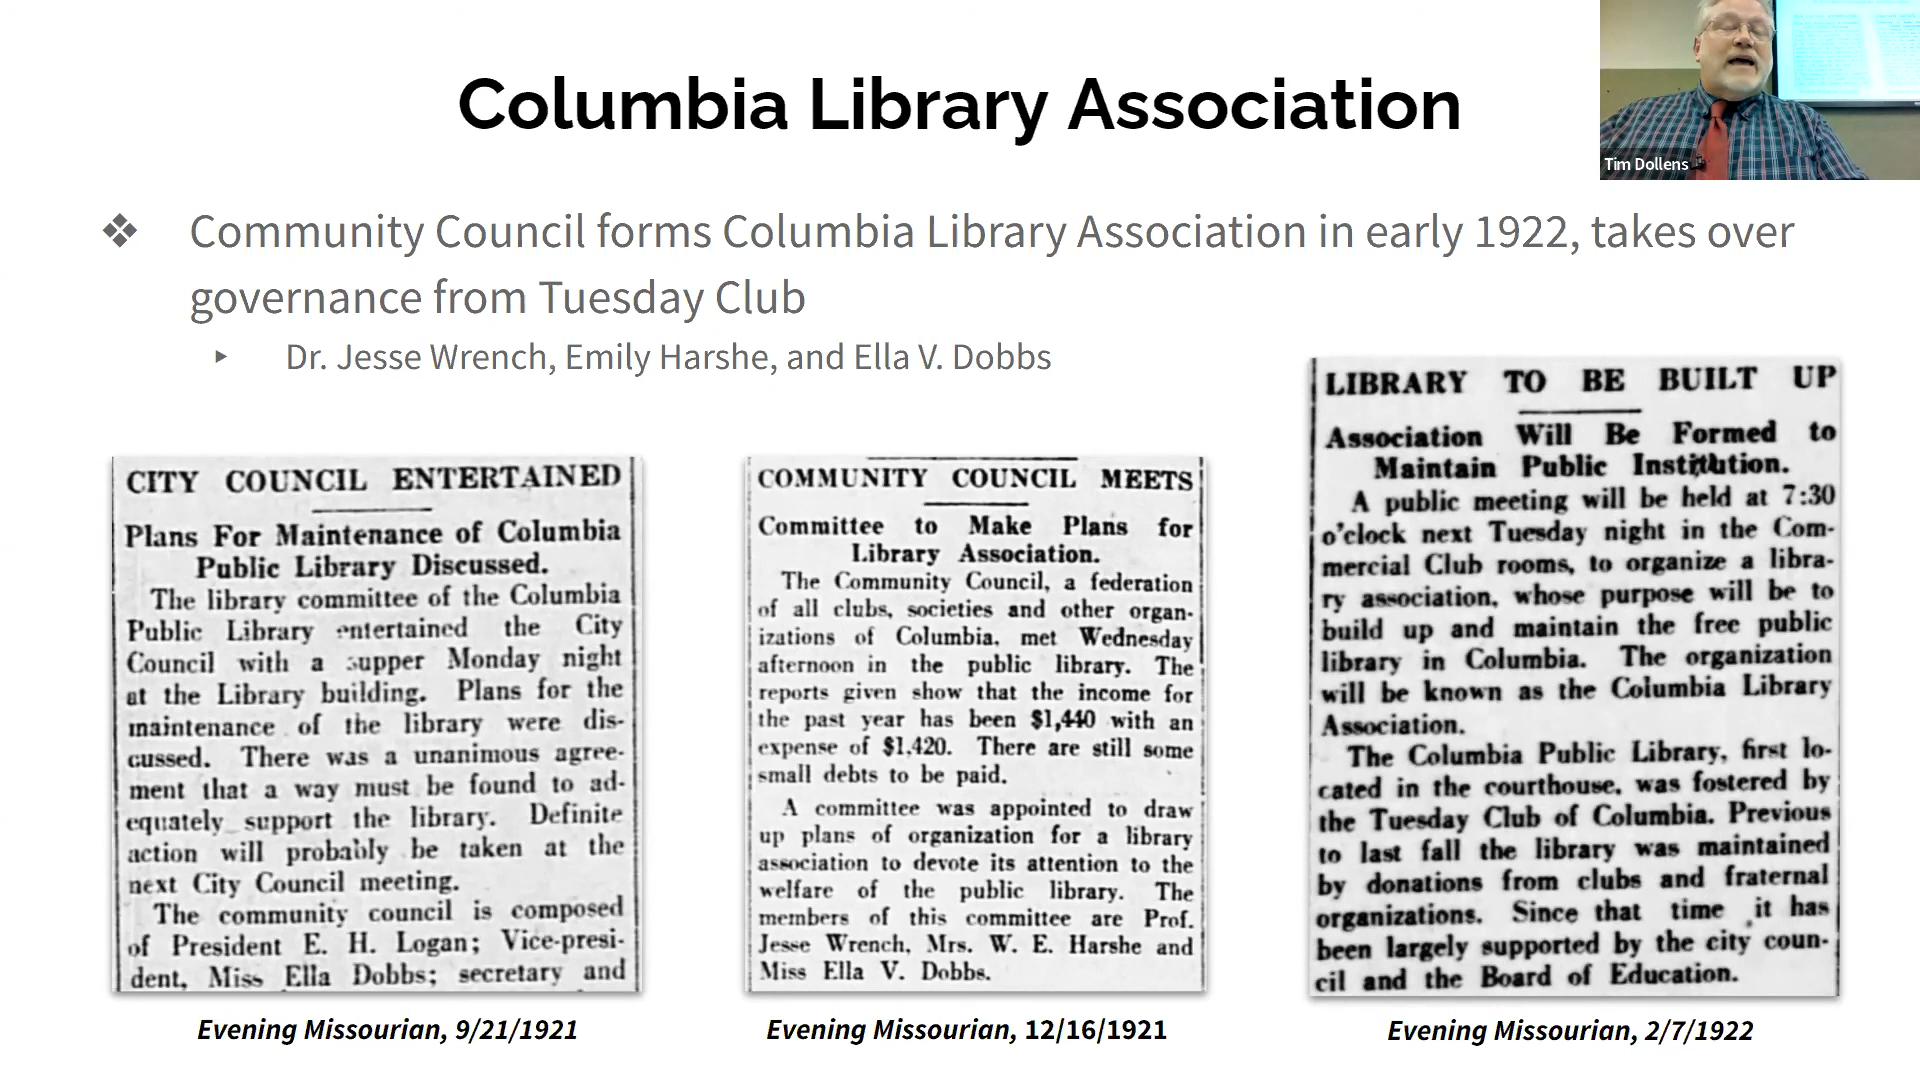 Columbia Library Association
Tim Dollens
❖ Community Council forms Columbia Library Association in early 1922, takes over
governance from Tuesday Club
▸ Dr. Jesse Wrench, Emily Harshe, and Ella V. Dobbs
CITY COUNCIL ENTERTAINED
Plans For Maintenance of Columbia
Public Library Discussed.
The library committee of the Columbia
Public Library entertained the City
Council with a supper Monday night
at the Library building. Plans for the
maintenance of the library were dis-
cussed. There was a unanimous agree-
ment that a way must be found to ad-
equately support the library. Definite
action will probably be taken at the
next City Council meeting.
The community council is composed
of President E. H. Logan; Vice-presi-
dent, Miss Ella Dobbs; secretary and
Evening Missourian, 9/21/1921
COMMUNITY COUNCIL MEETS
Committee to Make Plans for
Library Association.
The Community Council, a federation
of all clubs, societies and other organ-
izations of Columbia, met Wednesday
afternoon in the public library. The
reports given show that the income for
the past year has been $1,440 with an
expense of $1,420. There are still some
small debts to be paid.
A committee was appointed to draw
up plans of organization for a library
association to devote its attention to the
welfare of the public library. The
members of this committee are Prof.
Jesse Wrench, Mrs. W. E. Harshe and
Miss Ella V. Dobbs.
Evening Missourian, 12/16/1921
LIBRARY TO BE BUILT UP
Association Will Be Formed to
Maintain Public Institution.
A public meeting will be held at 7:30
o'clock next Tuesday night in the Com-
mercial Club rooms, to organize a libra-
ry association, whose purpose will be to
build up and maintain the free public
library in Columbia. The organization
will be known as the Columbia Library
Association.
The Columbia Public Library, first lo-
cated in the courthouse, was fostered by
the Tuesday Club of Columbia. Previous
to last fall the library was maintained
by donations from clubs and fraternal
organizations. Since that time it has
been largely supported by the city coun-
cil and the Board of Education.
Evening Missourian, 2/7/1922